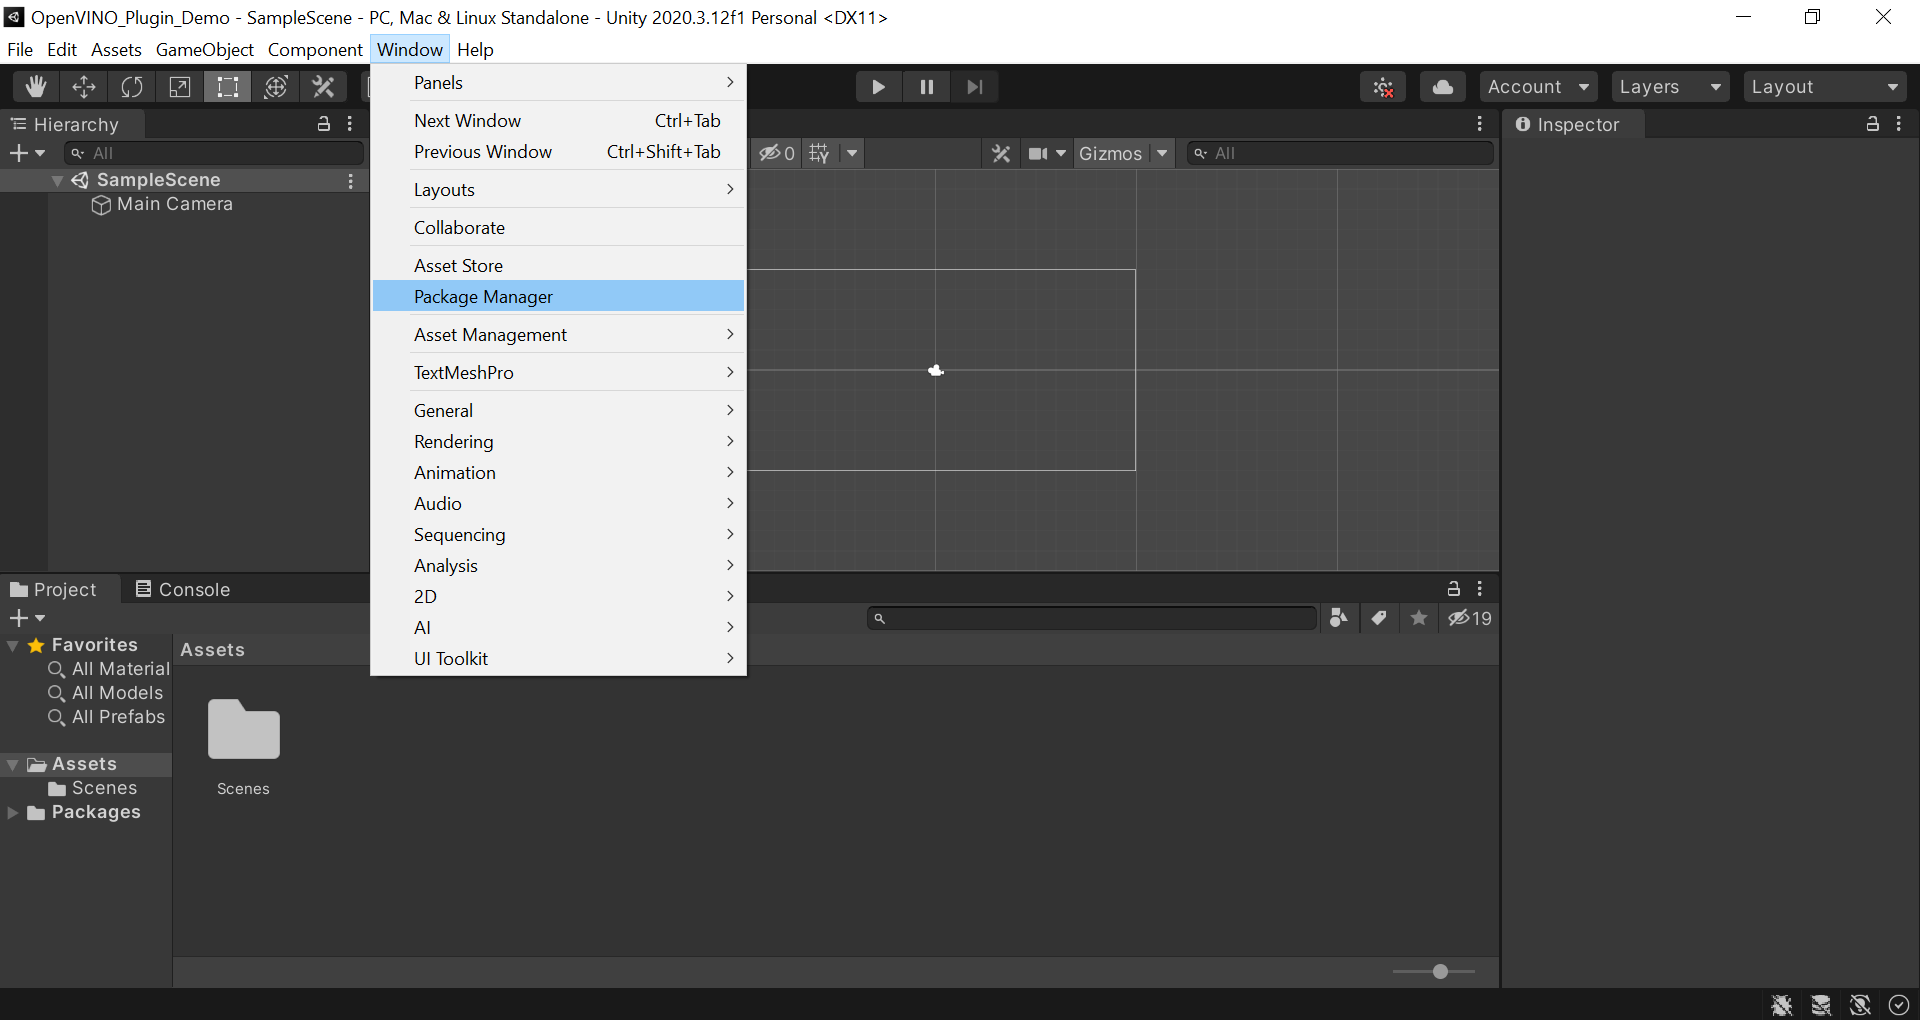 OpenVINO_Plugin_Demo - SampleScene - PC, Mac & Linux Standalone - Unity 2020.3.12f1 Personal <DX11>
File Edit Assets GameObject Component Window Help
Account Layers Layout
Hierarchy
All
SampleScene
Main Camera
Panels
Next Window Ctrl+Tab
Previous Window Ctrl+Shift+Tab
Layouts
Collaborate
Asset Store
Package Manager
Asset Management
TextMeshPro
General
Rendering
Animation
Audio
Sequencing
Analysis
2D
AI
UI Toolkit
0 Gizmos All
Inspector
Project Console
19
Favorites
All Material
All Models
All Prefabs
Assets
Scenes
Packages
Assets
Scenes